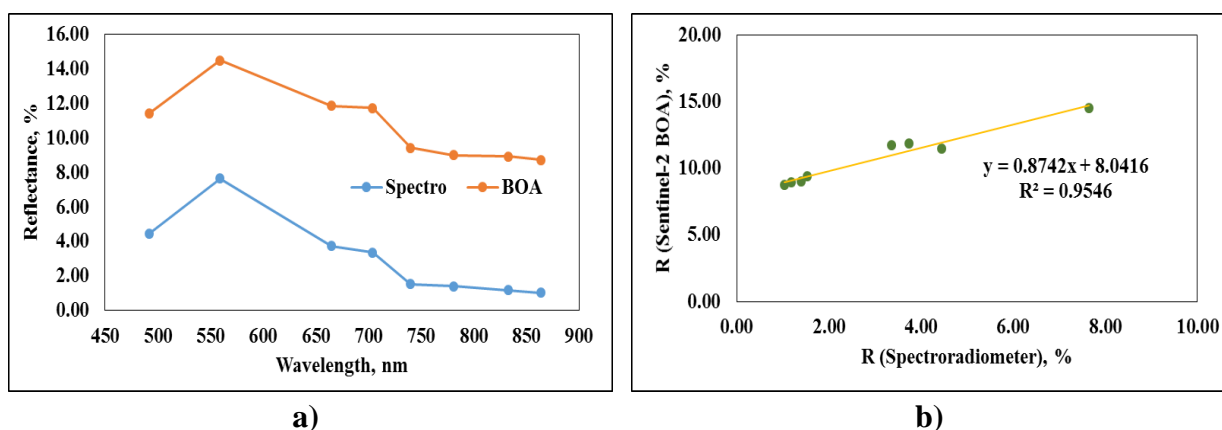 16.00
14.00
12.00
10.00
8.00
6.00
4.00
2.00
0.00
Reflectance, %
Spectro BOA
450 500 550 600 650 700 750 800 850 900
Wavelength, nm
a)
20.00
15.00
10.00
5.00
0.00
R (Sentinel-2 BOA), %
y = 0.8742x + 8.0416
R² = 0.9546
0.00 2.00 4.00 6.00 8.00 10.00
R (Spectroradiometer), %
b)